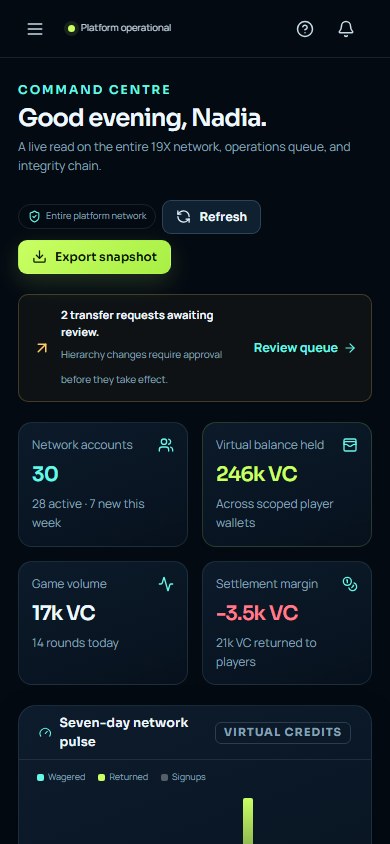 Platform operational
COMMAND CENTRE
Good evening, Nadia.
A live read on the entire 19X network, operations queue, and
integrity chain.
Entire platform network
Refresh
Export snapshot
2 transfer requests awaiting
review.
Hierarchy changes require approval
before they take effect.
Review queue
Network accounts
30
28 active · 7 new this
week
Virtual balance held
246k VC
Across scoped player
wallets
Game volume
17k VC
14 rounds today
Settlement margin
-3.5k VC
21k VC returned to
players
Seven-day network
pulse
VIRTUAL CREDITS
Wagered
Returned
Signups